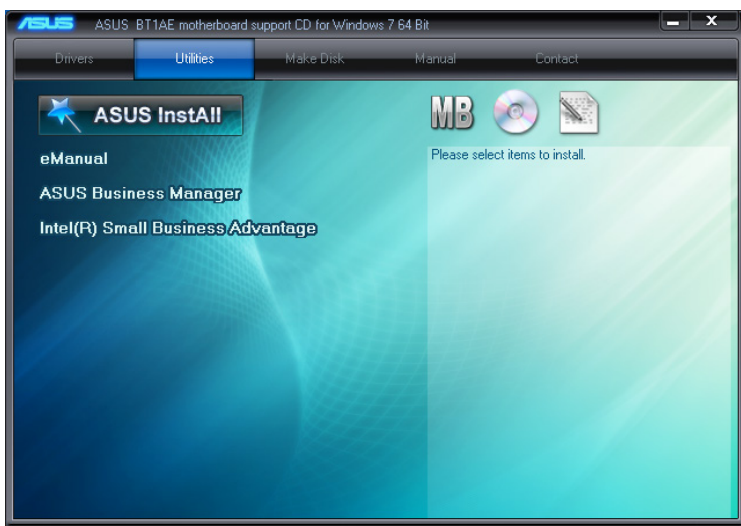 ASUS ASUS BT1AE motherboard support CD for Windows 7 64 Bit
Drivers Utilities Make Disk Manual Contact
ASUS InstAll
MB
eManual
Please select items to install.
ASUS Business Manager
Intel(R) Small Business Advantage